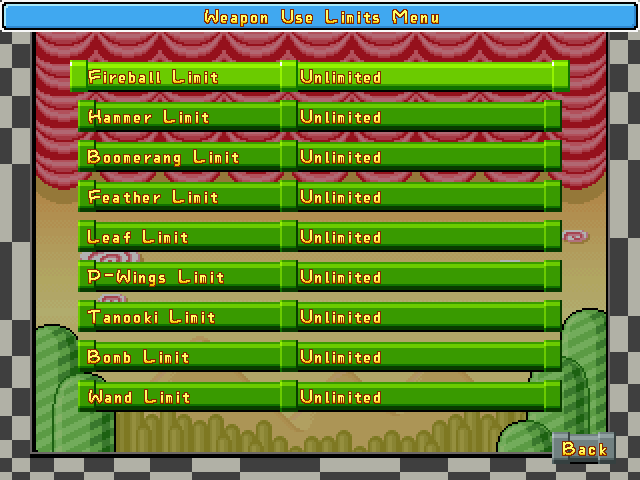 Weapon Use Limits Menu
Fireball Limit Unlimited
Hammer Limit Unlimited
Boomerang Limit Unlimited
Feather Limit Unlimited
Leaf Limit Unlimited
P-Wings Limit Unlimited
Tanooki Limit Unlimited
Bomb Limit Unlimited
Wand Limit Unlimited
Back